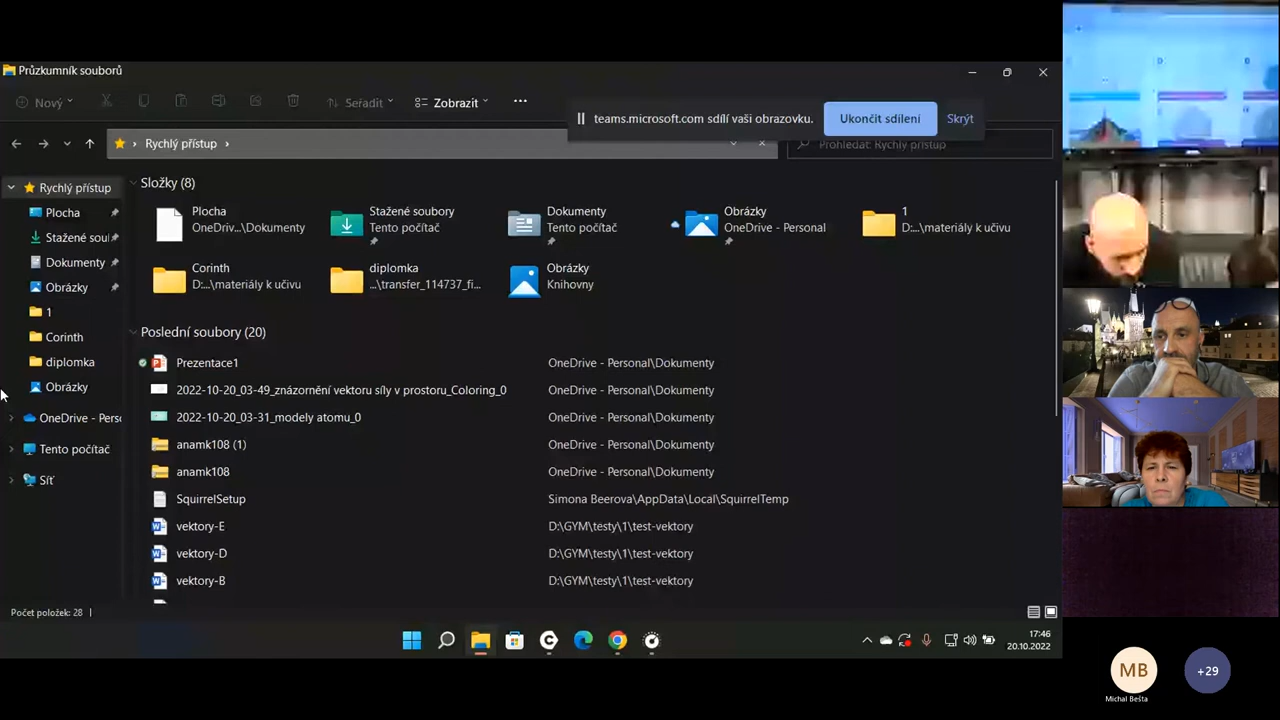 Průzkumník souborů
Nový
Seřadit
Zobrazit
teams.microsoft.com sdílí vaši obrazovku.
Ukončit sdílení
Skrýt
Rychlý přístup
Prohledat: Rychlý přístup
Rychlý přístup
Plocha
Stažené soul
Dokumenty
Obrázky
1
Corinth
diplomka
Obrázky
OneDrive - Perso
Tento počítač
Síť
Složky (8)
Plocha
OneDriv...\Dokumenty
Stažené soubory
Tento počítač
Dokumenty
Tento počítač
Obrázky
OneDrive - Personal
1
D:...\materiály k učivu
Corinth
D:...\materiály k učivu
diplomka
...\transfer_114737_fi...
Obrázky
Knihovny
Poslední soubory (20)
Prezentace1 OneDrive - Personal\Dokumenty
2022-10-20_03-49_znázornění vektoru síly v prostoru_Coloring_0 OneDrive - Personal\Dokumenty
2022-10-20_03-31_modely atomu_0 OneDrive - Personal\Dokumenty
anamk108 (1) OneDrive - Personal\Dokumenty
anamk108 OneDrive - Personal\Dokumenty
SquirrelSetup Simona Beerova\AppData\Local\SquirrelTemp
vektory-E D:\GYM\testy\1\test-vektory
vektory-D D:\GYM\testy\1\test-vektory
vektory-B D:\GYM\testy\1\test-vektory
Počet položek: 28
17:46
20.10.2022
MB
Michal Bešta
+29